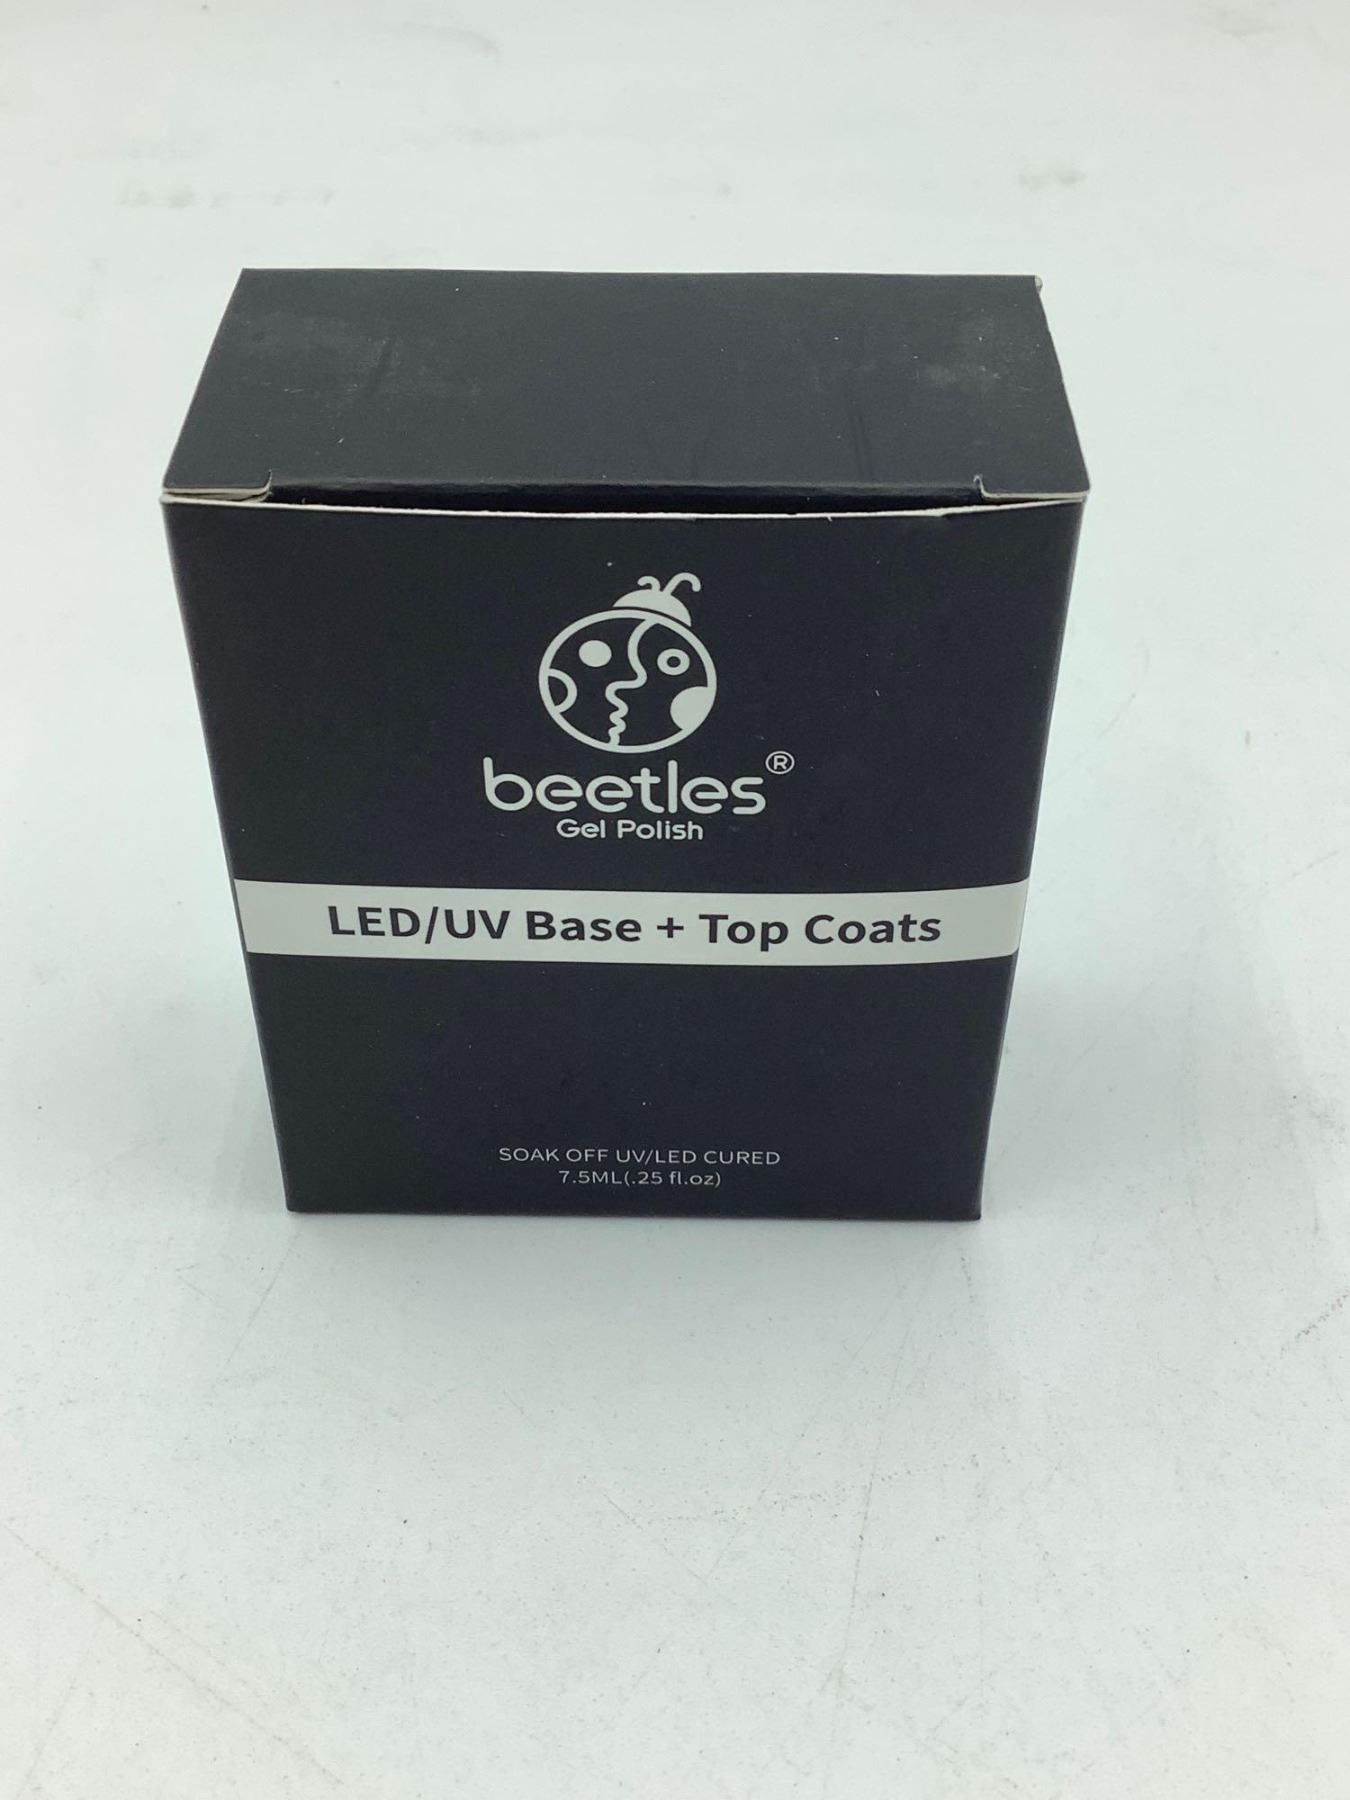 beetles®
Gel Polish
LED/UV Base + Top Coats
SOAK OFF UV/LED CURED
7.5ML(.25 fl.oz)